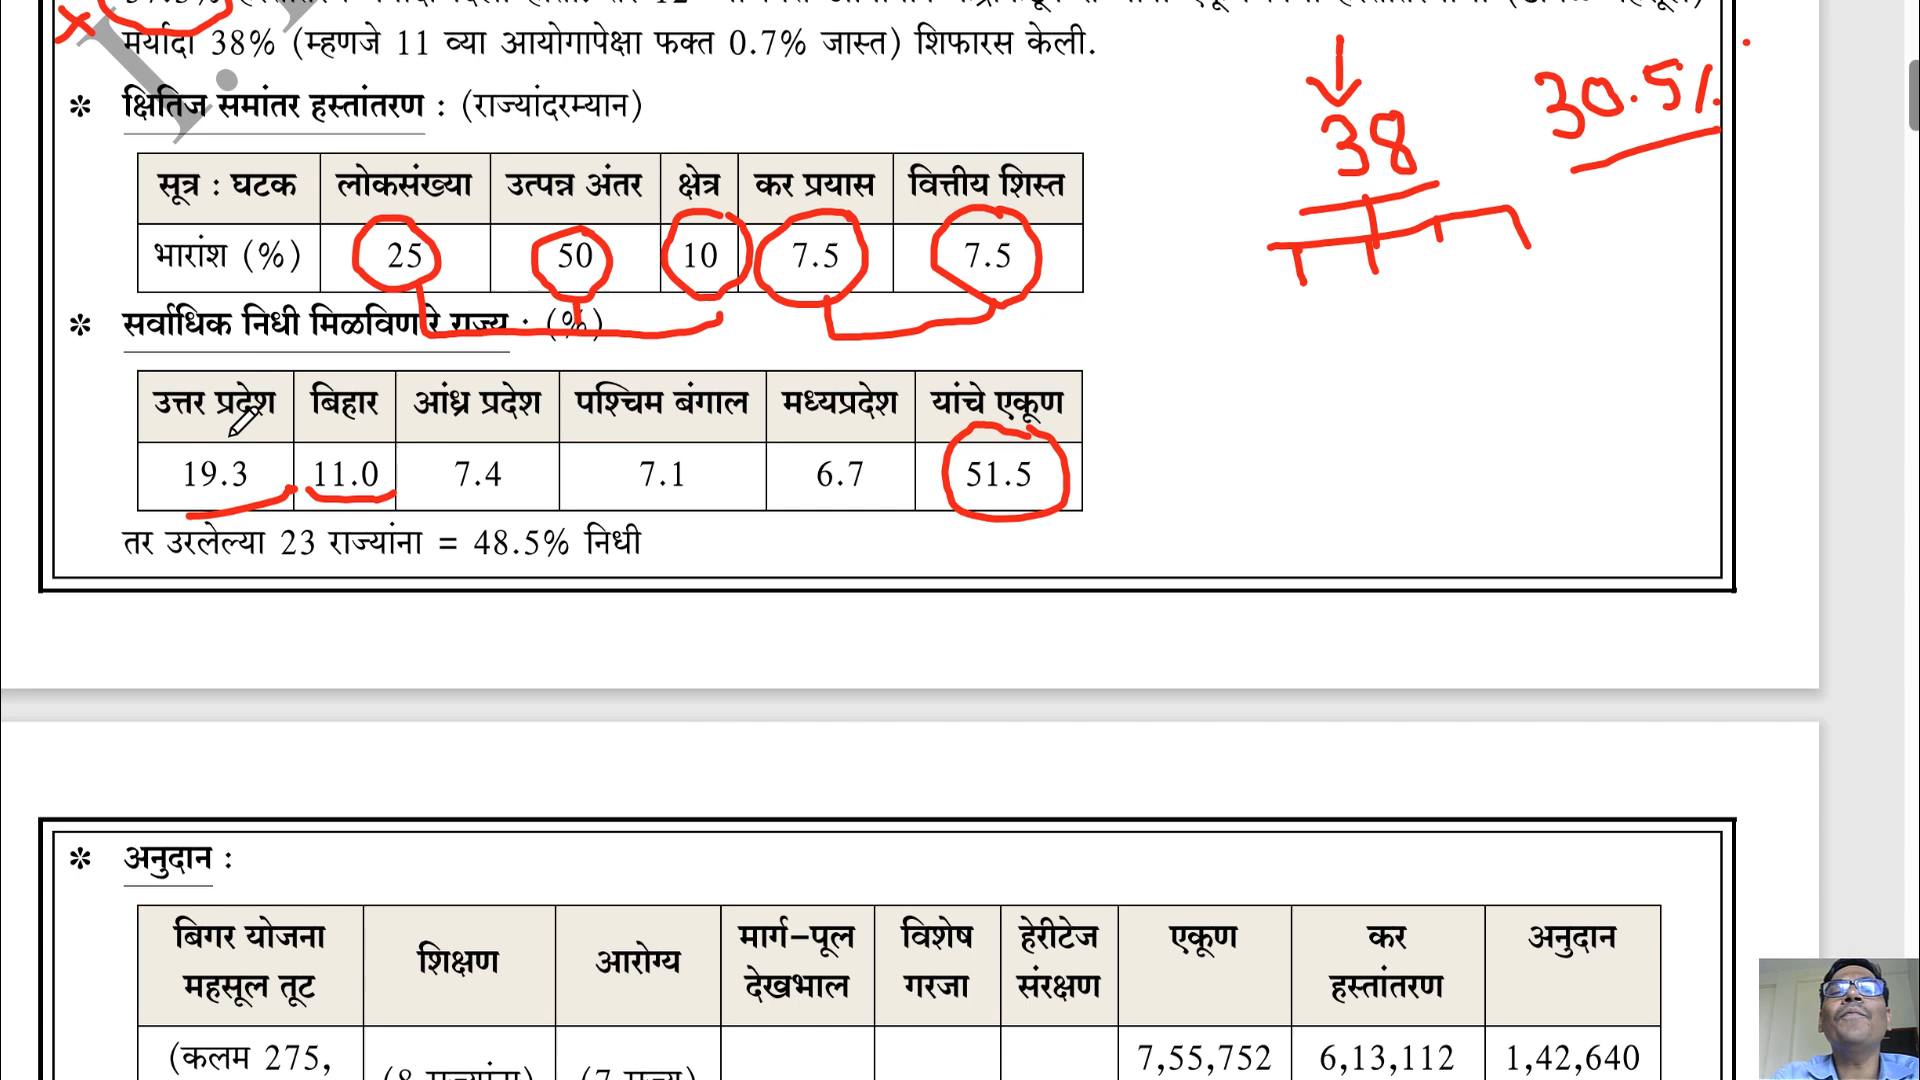 मर्यादा 38% (म्हणजे 11 व्या आयोगापेक्षा फक्त 0.7% जास्त) शिफारस केली.
* क्षितिज समांतर हस्तांतरण : (राज्यांदरम्यान)
सूत्र : घटक लोकसंख्या उत्पन्न अंतर क्षेत्र कर प्रयास वित्तीय शिस्त
भारांश (%) 25 50 10 7.5 7.5
38
30.5%
* सर्वाधिक निधी मिळविणारे राज्य : (%)
उत्तर प्रदेश बिहार आंध्र प्रदेश पश्चिम बंगाल मध्यप्रदेश यांचे एकूण
19.3 11.0 7.4 7.1 6.7 51.5
तर उरलेल्या 23 राज्यांना = 48.5% निधी
* अनुदान :
बिगर योजना महसूल तूट शिक्षण आरोग्य मार्ग-पूल देखभाल विशेष गरजा हेरीटेज संरक्षण एकूण कर हस्तांतरण अनुदान
(कलम 275, 7,55,752 6,13,112 1,42,640